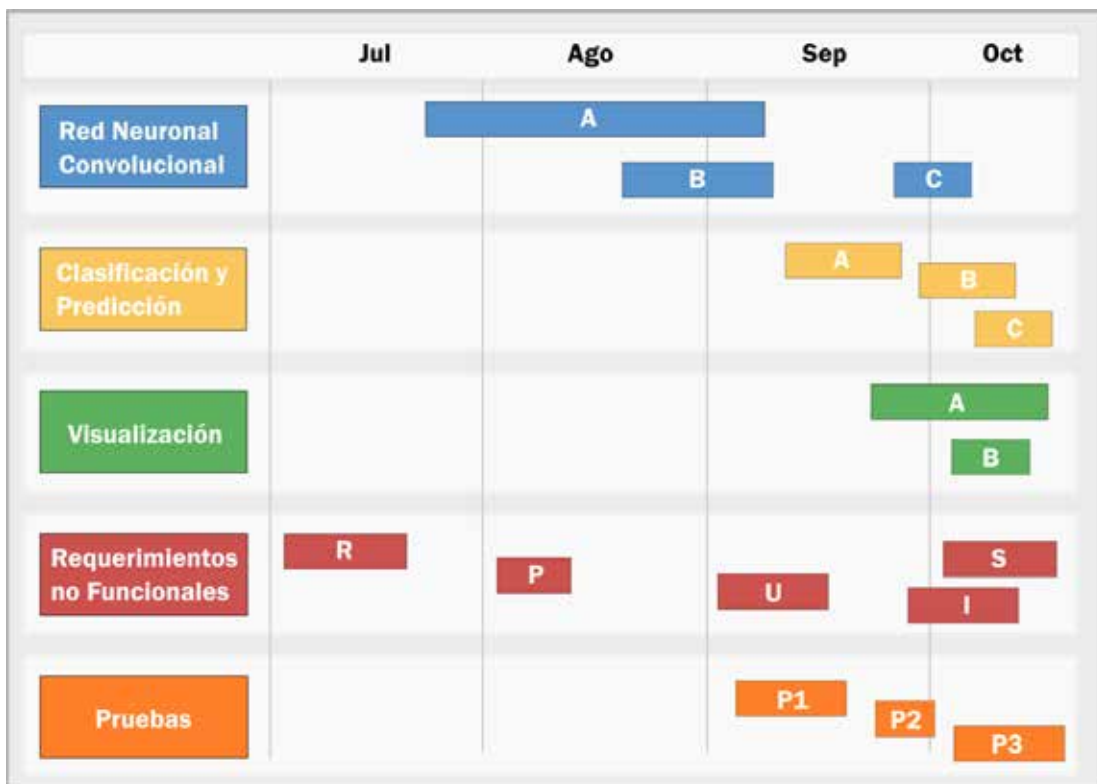 Jul Ago Sep Oct
Red Neuronal
Convolucional
A
B C
Clasificación y
Predicción
A
B
C
Visualización
A
B
Requerimientos
no Funcionales
R
P
U
S
I
Pruebas
P1
P2
P3